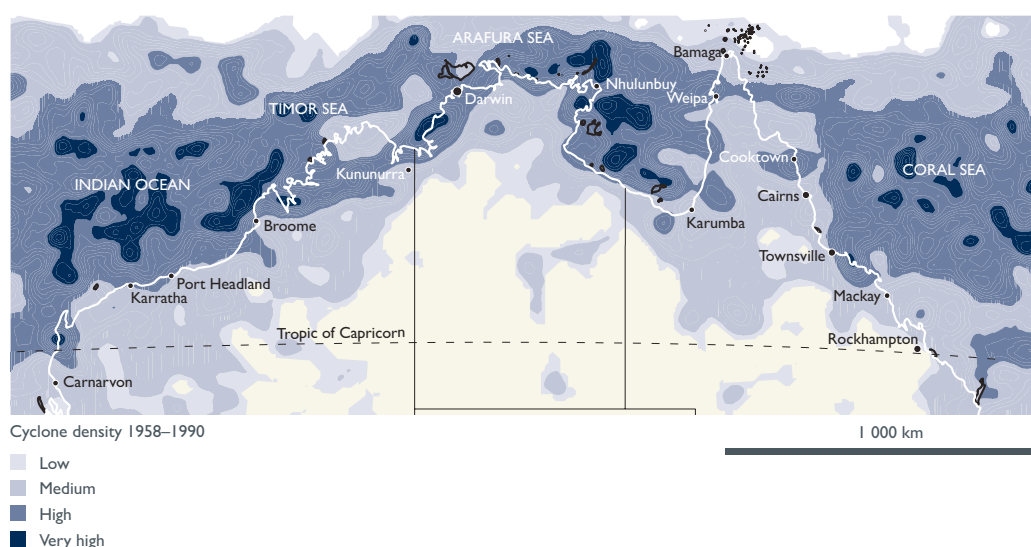 ARAFURA SEA
Bamaga
TIMOR SEA
Darwin
Nhulunbuy
Weipa
Kununurra
Cooktown
INDIAN OCEAN
CORAL SEA
Cairns
Broome
Karumba
Townsville
Port Headland
Karratha
Mackay
Tropic of Capricorn
Rockhampton
Carnarvon
Cyclone density 1958–1990
1 000 km
Low
Medium
High
Very high